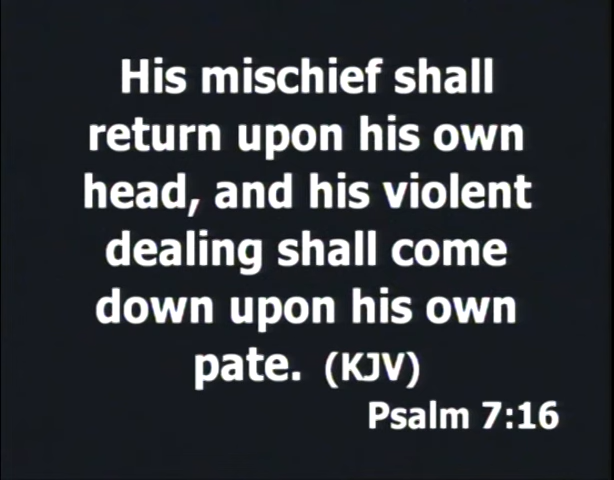 His mischief shall
return upon his own
head, and his violent
dealing shall come
down upon his own
pate. (KJV)
Psalm 7:16